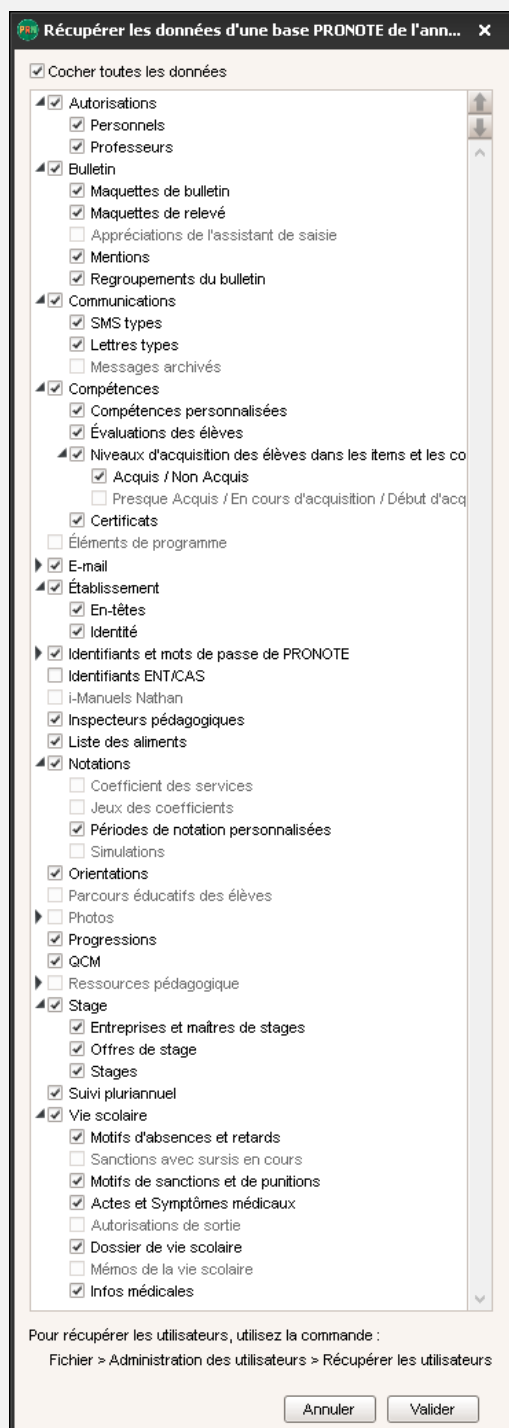 PRN Récupérer les données d'une base PRONOTE de l'ann...
Cocher toutes les données
Autorisations
Personnels
Professeurs
Bulletin
Maquettes de bulletin
Maquettes de relevé
Appréciations de l'assistant de saisie
Mentions
Regroupements du bulletin
Communications
SMS types
Lettres types
Messages archivés
Compétences
Compétences personnalisées
Évaluations des élèves
Niveaux d'acquisition des élèves dans les items et les co
Acquis / Non Acquis
Presque Acquis / En cours d'acquisition / Début d'acq
Certificats
Éléments de programme
E-mail
Établissement
En-têtes
Identité
Identifiants et mots de passe de PRONOTE
Identifiants ENT/CAS
i-Manuels Nathan
Inspecteurs pédagogiques
Liste des aliments
Notations
Coefficient des services
Jeux des coefficients
Périodes de notation personnalisées
Simulations
Orientations
Parcours éducatifs des élèves
Photos
Progressions
QCM
Ressources pédagogique
Stage
Entreprises et maîtres de stages
Offres de stage
Stages
Suivi pluriannuel
Vie scolaire
Motifs d'absences et retards
Sanctions avec sursis en cours
Motifs de sanctions et de punitions
Actes et Symptômes médicaux
Autorisations de sortie
Dossier de vie scolaire
Mémos de la vie scolaire
Infos médicales
Pour récupérer les utilisateurs, utilisez la commande :
Fichier > Administration des utilisateurs > Récupérer les utilisateurs
Annuler Valider